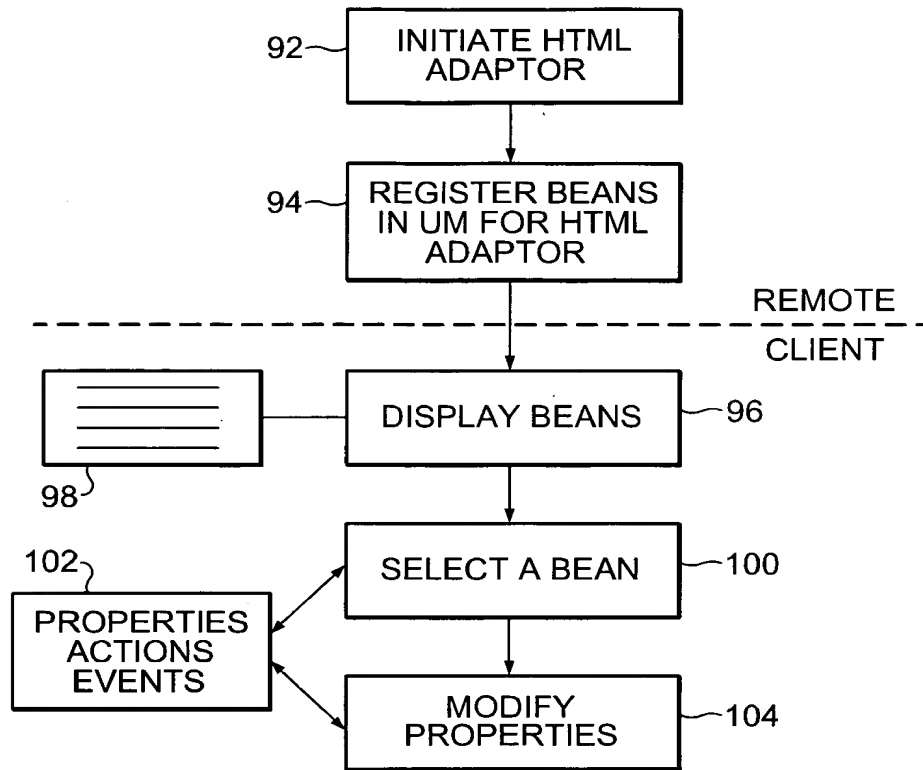 92
INITIATE HTML
ADAPTOR
94
REGISTER BEANS
IN UM FOR HTML
ADAPTOR
REMOTE
CLIENT
DISPLAY BEANS
96
98
102
SELECT A BEAN
100
PROPERTIES
ACTIONS
EVENTS
MODIFY
PROPERTIES
104